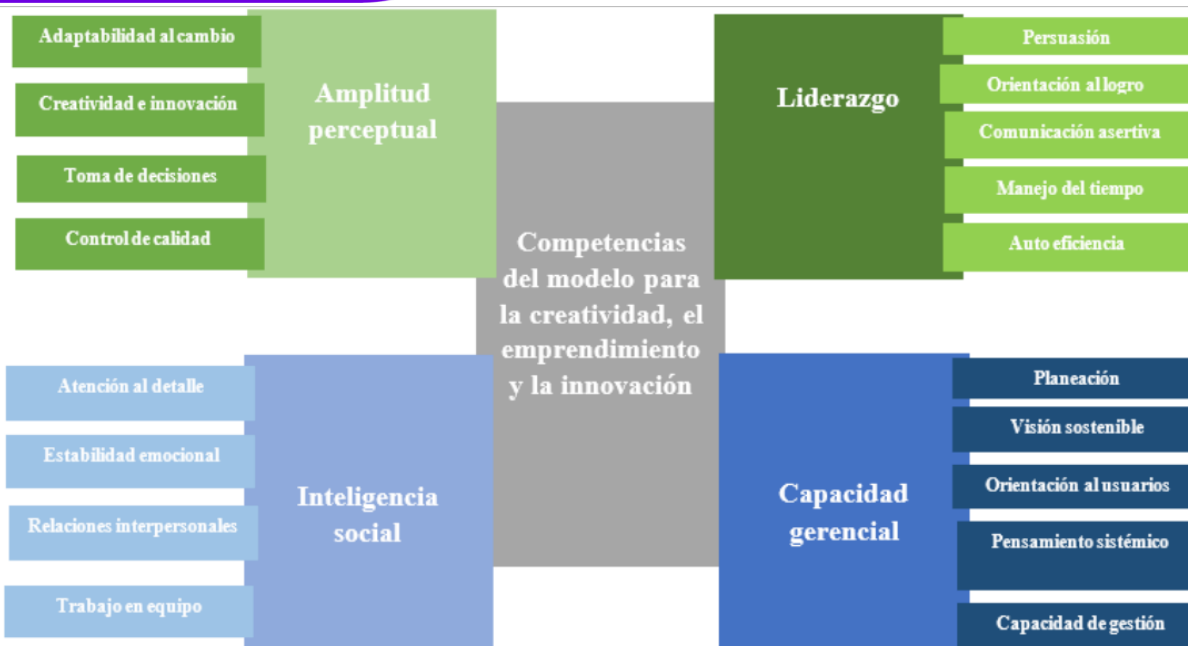 Adaptabilidad al cambio
Creatividad e innovación
Toma de decisiones
Control de calidad
Amplitud
perceptual
Liderazgo
Persuasión
Orientación al logro
Comunicación asertiva
Manejo del tiempo
Auto eficiencia
Competencias
del modelo para
la creatividad, el
emprendimiento
y la innovación
Atención al detalle
Estabilidad emocional
Relaciones interpersonales
Trabajo en equipo
Inteligencia
social
Capacidad
gerencial
Planeación
Visión sostenible
Orientación al usuarios
Pensamiento sistémico
Capacidad de gestión